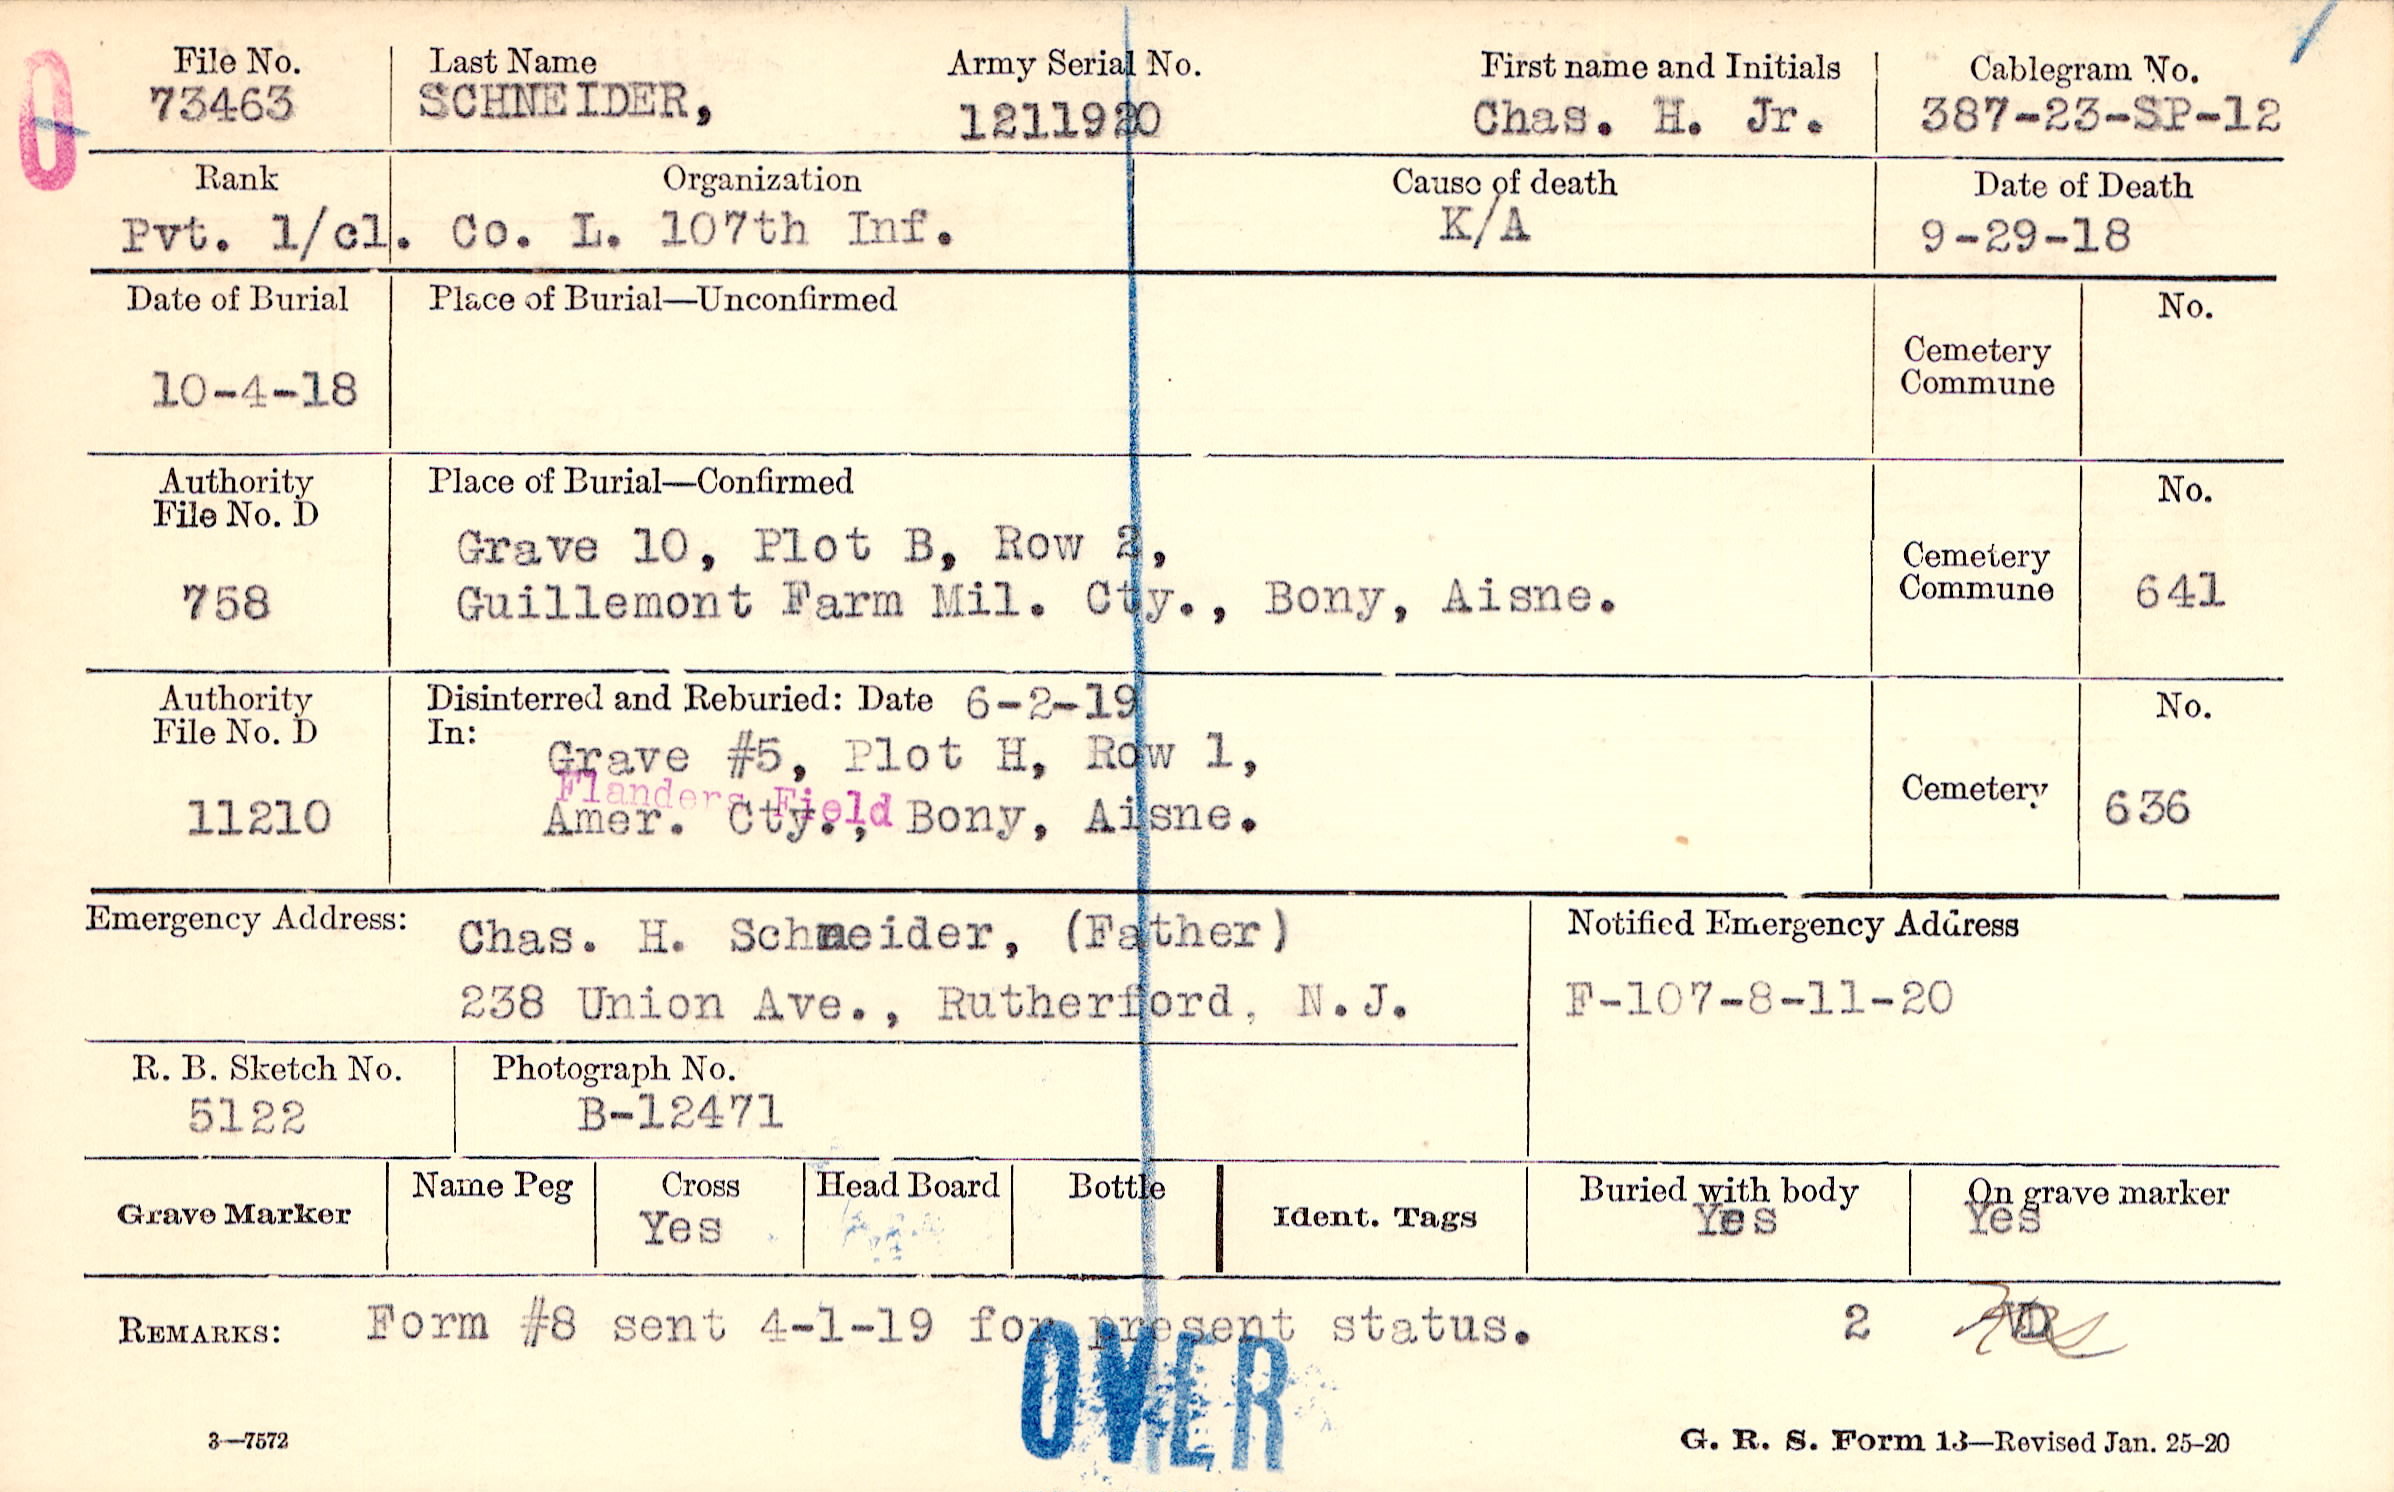 0
File No. Last Name Army Serial No. First name and Initials Cablegram No.
73463 SCHNEIDER, 1211920 Chas. H. Jr. 387-23-SP-12
Rank Organization Cause of death Date of Death
Pvt. 1/cl. Co. L. 107th Inf. K/A 9-29-18
Date of Burial Place of Burial—Unconfirmed No.
Cemetery
Commune
10-4-18
Authority Place of Burial—Confirmed No.
File No. D
Grave 10, Plot B, Row 2,
Cemetery
Commune
758 Guillemont Farm Mil. Cty., Bony, Aisne. 641
Authority Disinterred and Reburied: Date 6-2-19 No.
File No. D In:
Grave #5, Plot H, Row 1,
Flanders Field
Cemetery
11210 Amer. Cty., Bony, Aisne. 636
Emergency Address: Chas. H. Schneider, (Father) Notified Emergency Address
238 Union Ave., Rutherford, N.J. F-107-8-11-20
R. B. Sketch No. Photograph No.
5122 B-12471
Grave Marker Name Peg Cross Head Board Bottle Ident. Tags Buried with body On grave marker
Yes Yes Yes
REMARKS: Form #8 sent 4-1-19 for present status. 2
OVER
3—7572 G. R. S. Form 13—Revised Jan. 25-20